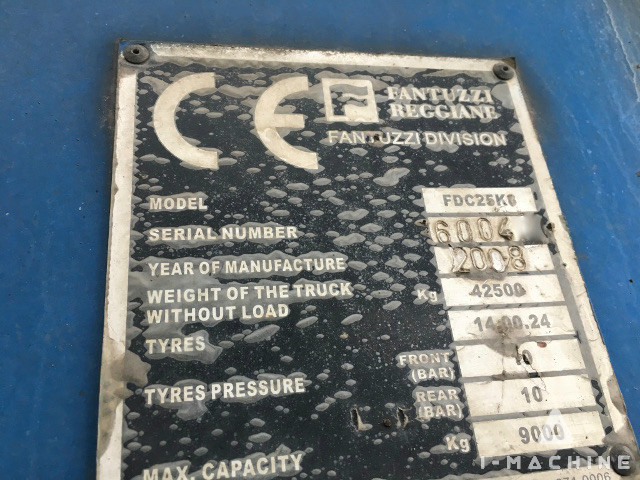 CE
FANTUZZI
REGGIANE
FANTUZZI DIVISION
MODEL FDC25K6
SERIAL NUMBER 6004
YEAR OF MANUFACTURE 2008
WEIGHT OF THE TRUCK
WITHOUT LOAD Kg 42500
TYRES 14.00.24
TYRES PRESSURE FRONT
(BAR) 10
REAR
(BAR) 10
MAX. CAPACITY Kg 9000
I-MACHINE